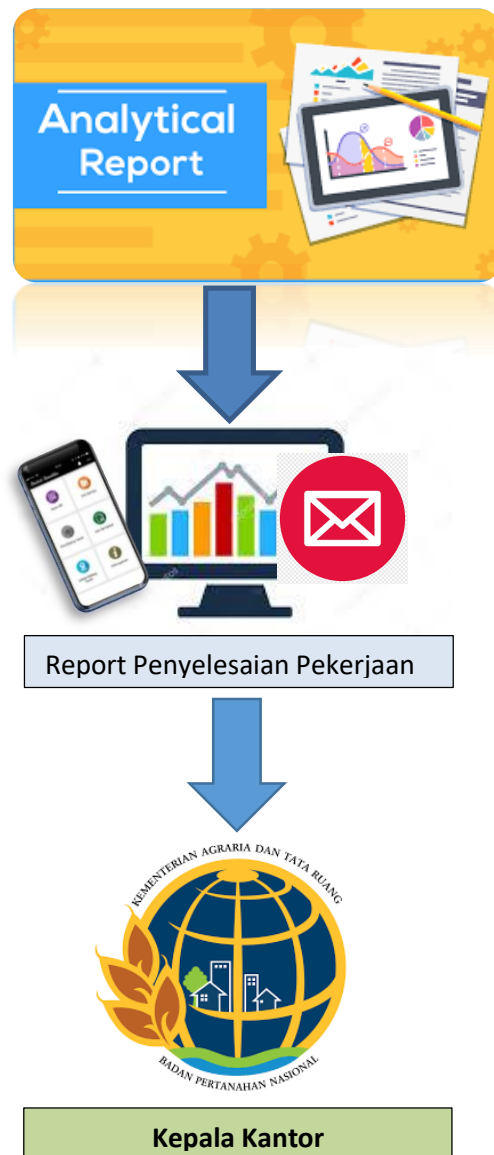 Analytical
Report
Report Penyelesaian Pekerjaan
KEMENTERIAN AGRARIA DAN TATA RUANG
BADAN PERTANAHAN NASIONAL
Kepala Kantor